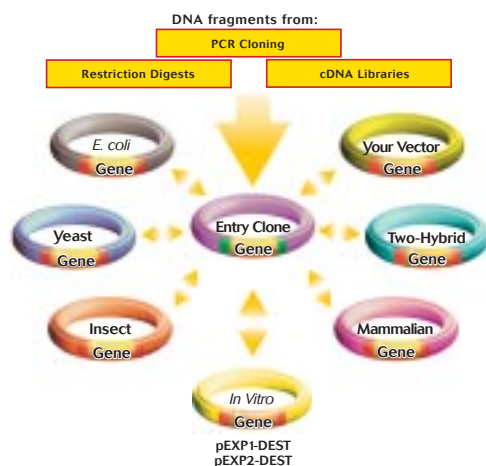 DNA fragments from:
PCR Cloning
Restriction Digests
cDNA Libraries
E. coli
Gene
Your Vector
Gene
Yeast
Gene
Entry Clone
Gene
Two-Hybrid
Gene
Insect
Gene
Mammalian
Gene
In Vitro
Gene
pEXP1-DEST
pEXP2-DEST